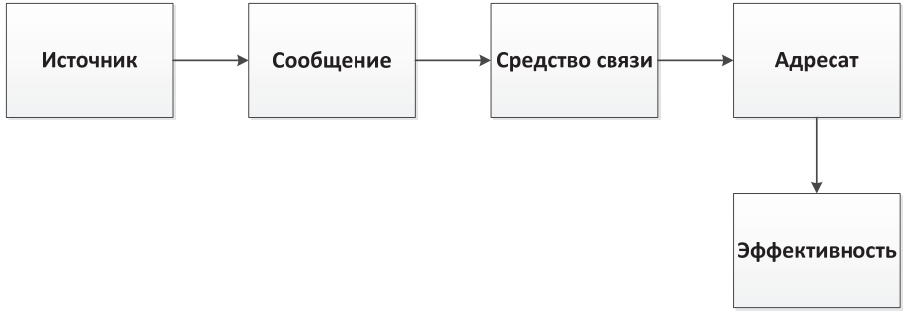 Источник
Сообщение
Средство связи
Адресат
Эффективность